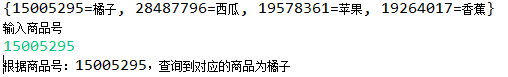 {15005295=橘子, 28487796=西瓜, 19578361=苹果, 19264017=香蕉}
输入商品号
15005295
根据商品号：15005295，查询到对应的商品为橘子